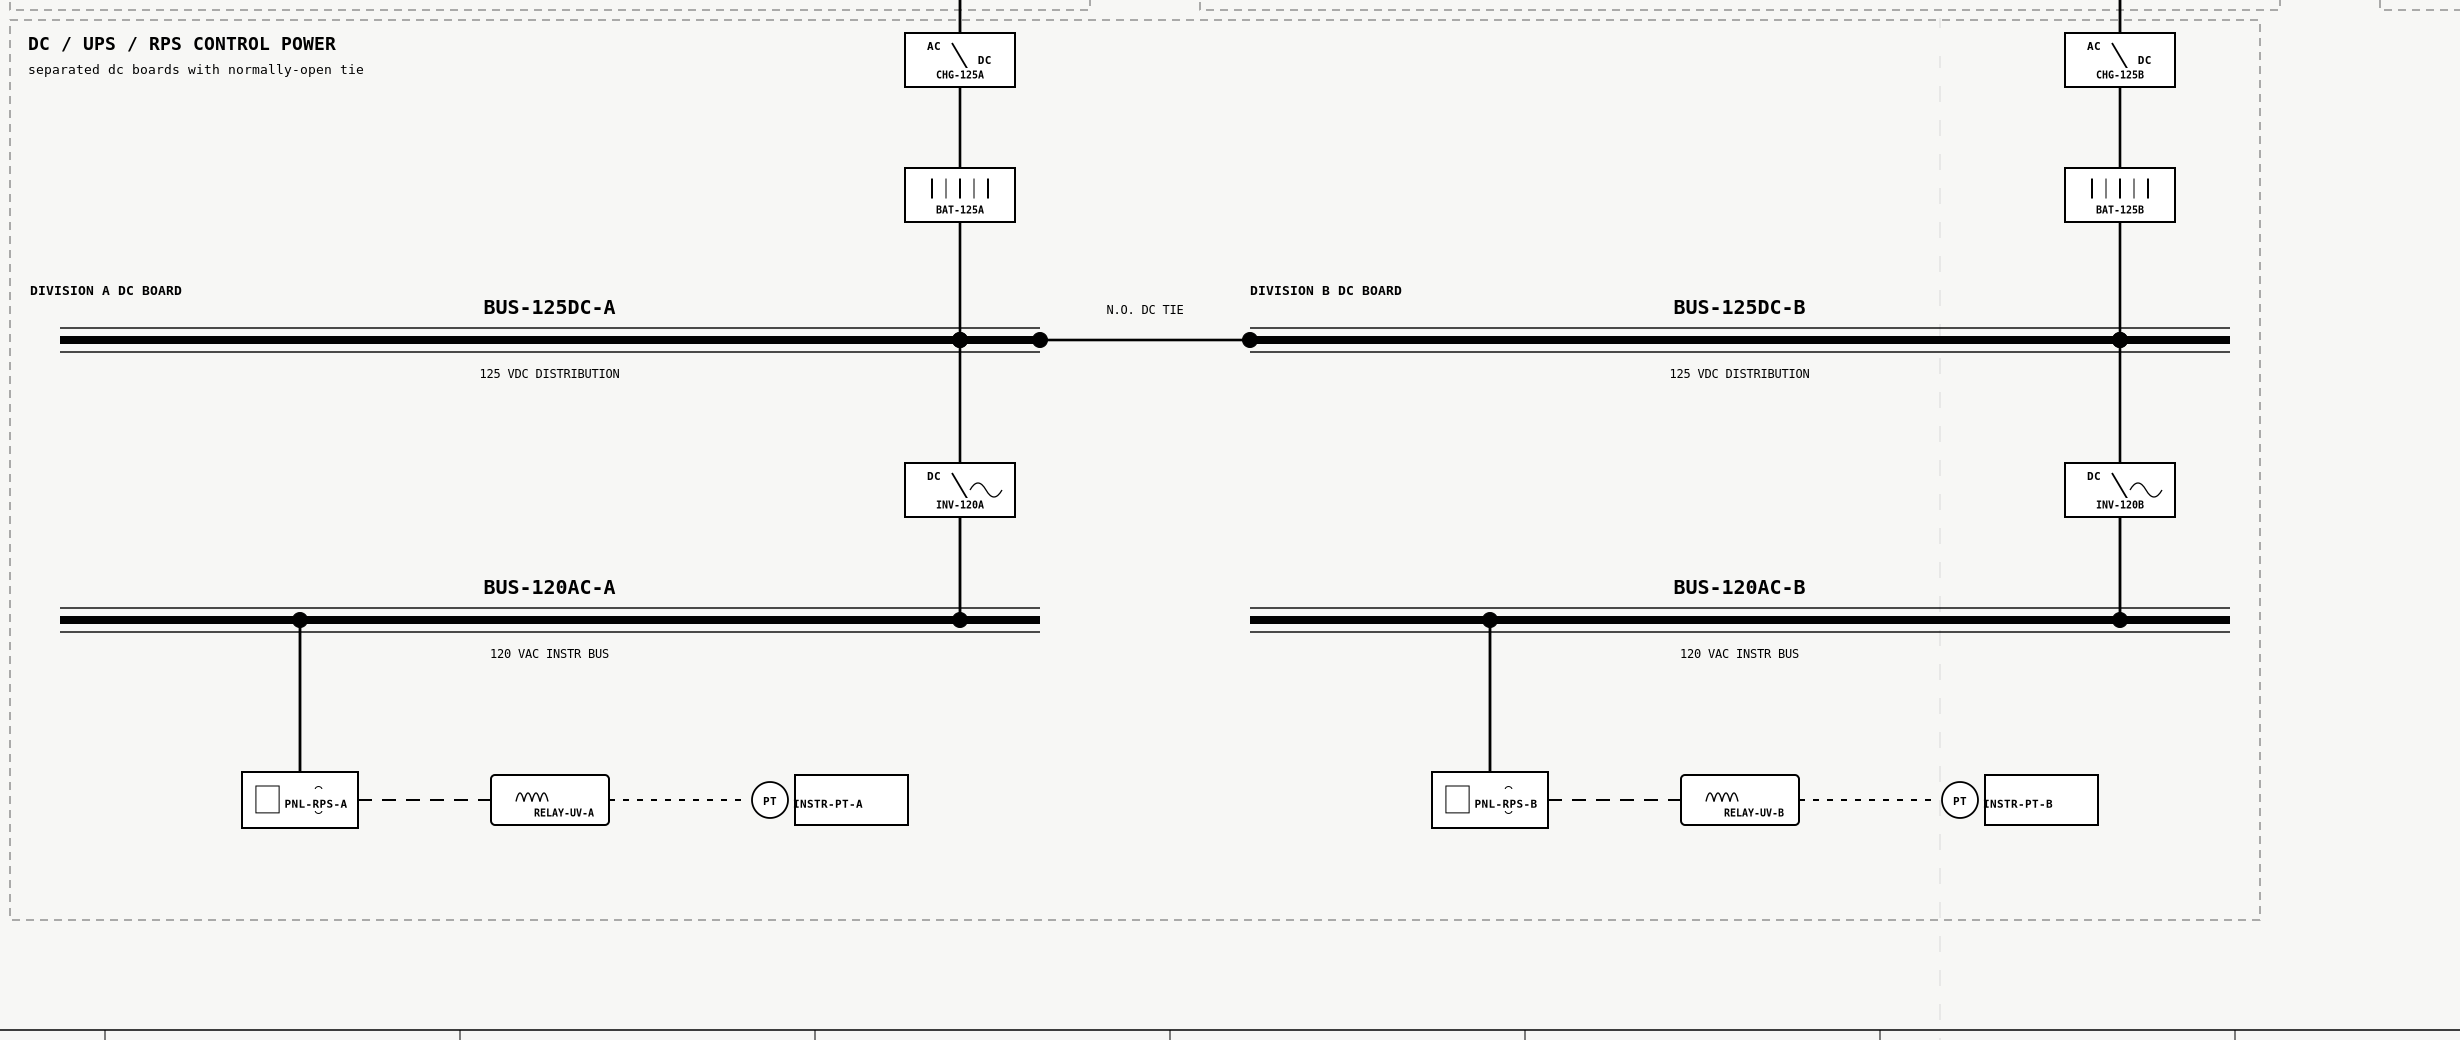 DC / UPS / RPS CONTROL POWER
separated dc boards with normally-open tie
AC
DC
CHG-125A
AC
DC
CHG-125B
BAT-125A
BAT-125B
DIVISION A DC BOARD
BUS-125DC-A
N.O. DC TIE
DIVISION B DC BOARD
BUS-125DC-B
125 VDC DISTRIBUTION
125 VDC DISTRIBUTION
DC
INV-120A
DC
INV-120B
BUS-120AC-A
BUS-120AC-B
120 VAC INSTR BUS
120 VAC INSTR BUS
PNL-RPS-A
RELAY-UV-A
PT
INSTR-PT-A
PNL-RPS-B
RELAY-UV-B
PT
INSTR-PT-B